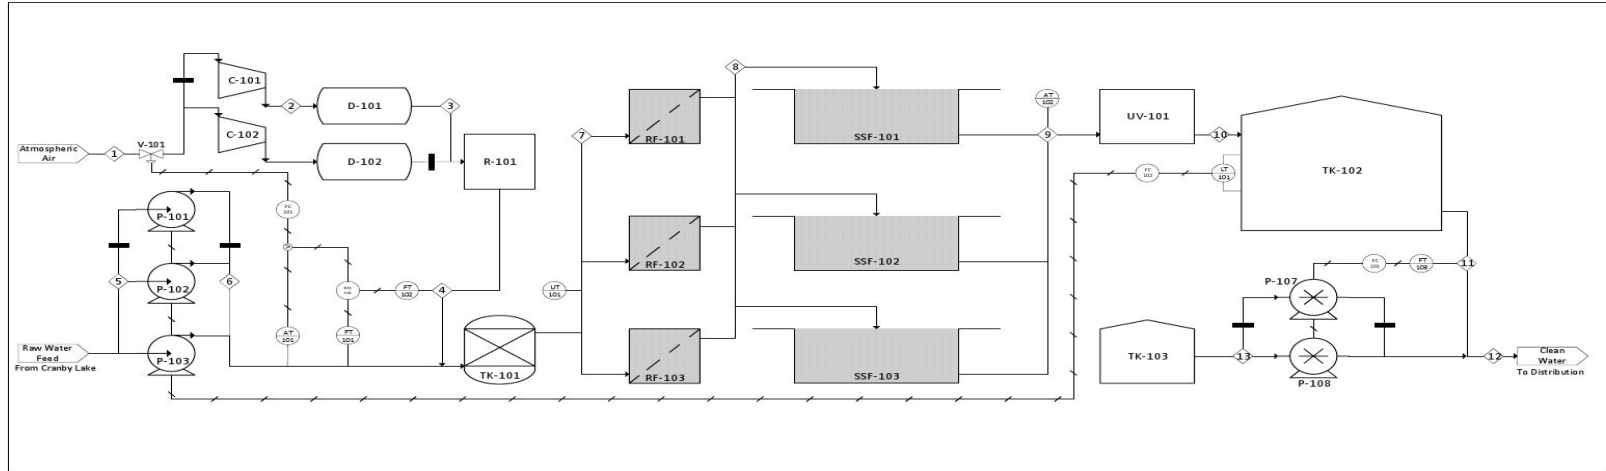 C-101
2
D-101
3
C-102
Atmospheric
Air
1
V-101
D-102
R-101
P-101
FC
101
5
P-102
6
FT
102
4
AT
101
FT
101
Raw Water
Feed
From Cranby Lake
P-103
TK-101
7
UT
101
8
RF-101
RF-102
RF-103
SSF-101
SSF-102
SSF-103
AT
102
9
UV-101
10
FC
102
LT
101
TK-102
FT
108
11
P-107
TK-103
13
P-108
12
Clean
Water
To Distribution